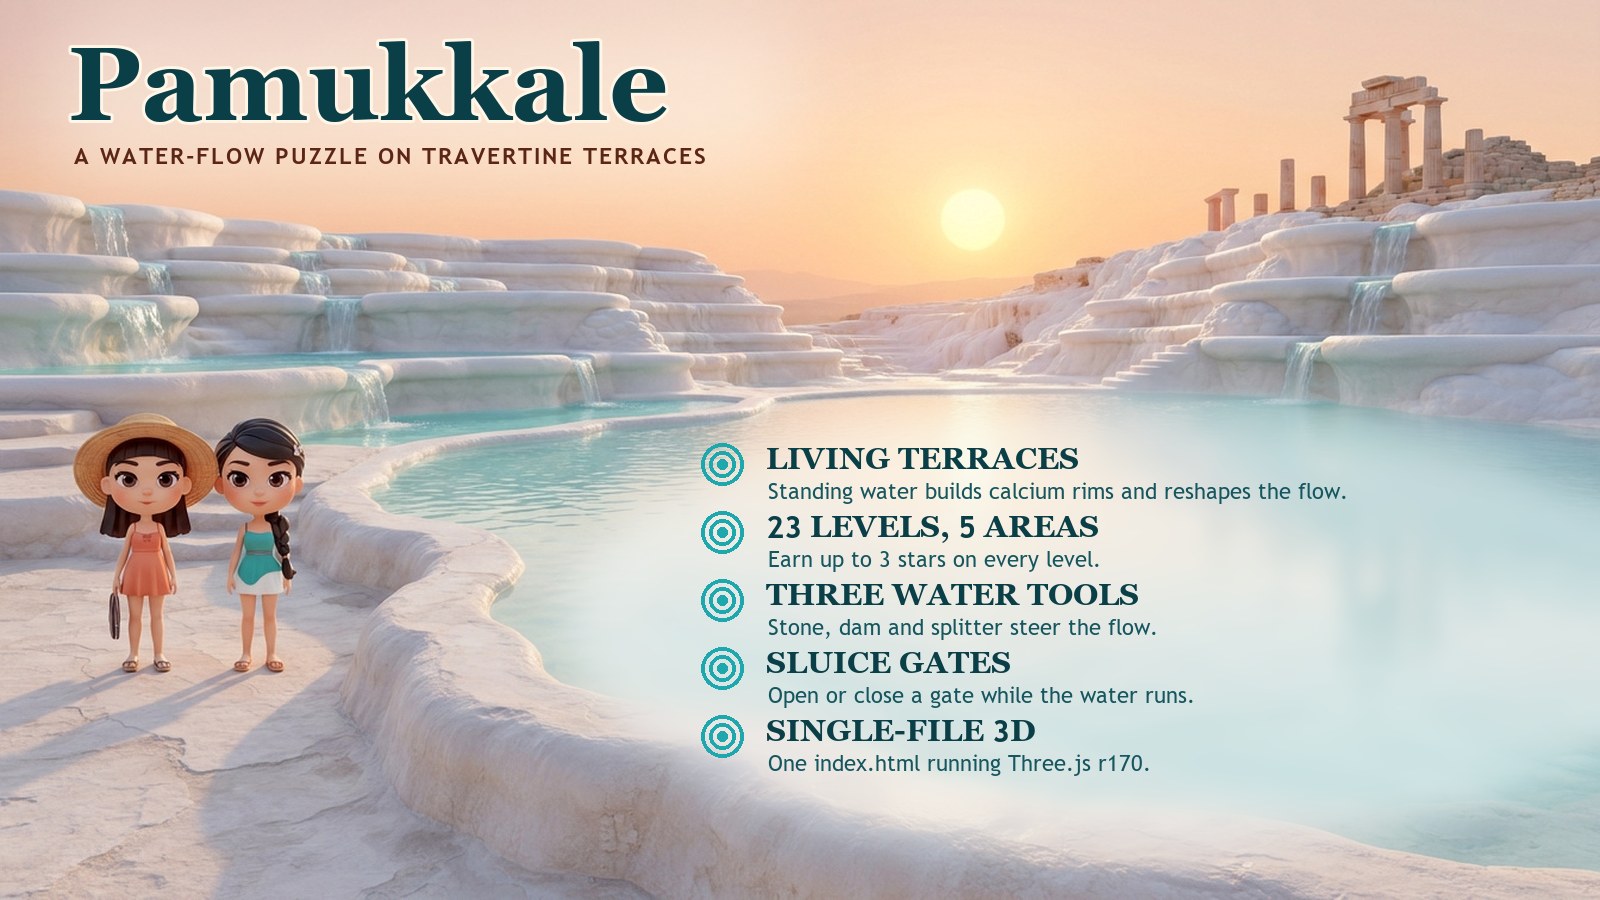 Pamukkale
A WATER-FLOW PUZZLE ON TRAVERTINE TERRACES
LIVING TERRACES
Standing water builds calcium rims and reshapes the flow.
23 LEVELS, 5 AREAS
Earn up to 3 stars on every level.
THREE WATER TOOLS
Stone, dam and splitter steer the flow.
SLUICE GATES
Open or close a gate while the water runs.
SINGLE-FILE 3D
One index.html running Three.js r170.